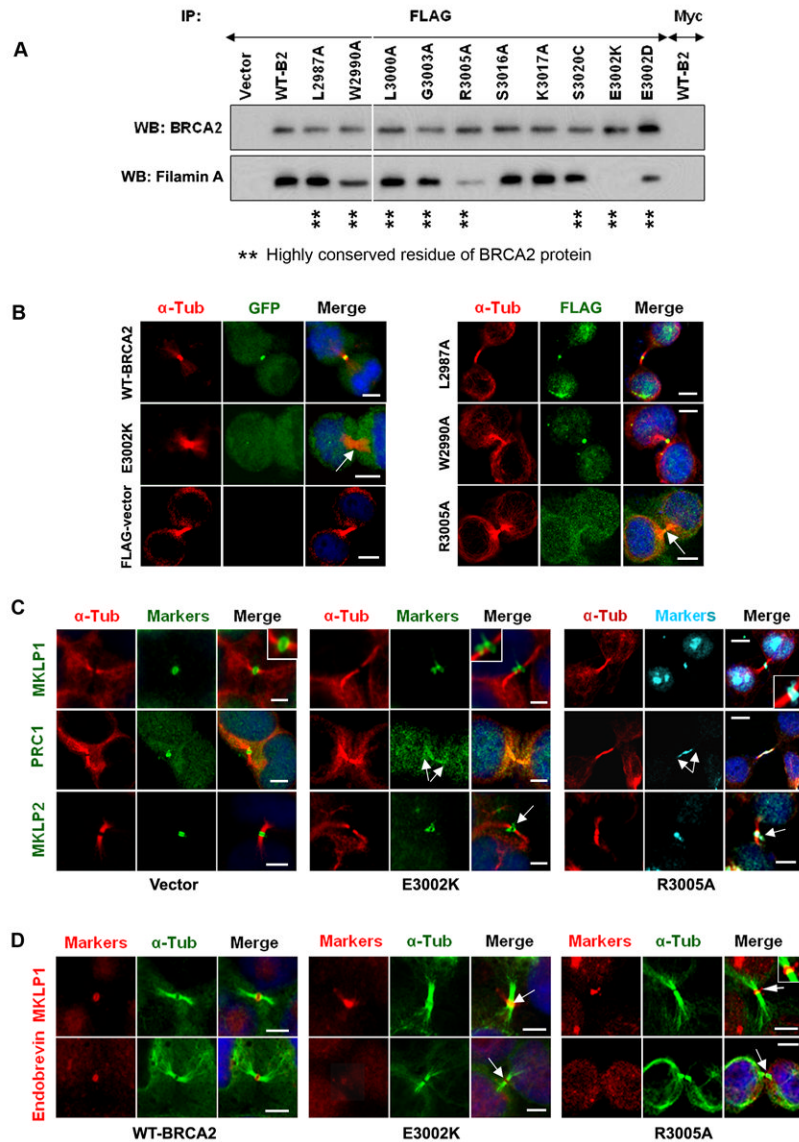 IP: FLAG Myc
A
Vector WT-B2 L2987A W2990A L3000A G3003A R3005A S3016A K3017A S3020C E3002K E3002D WT-B2
WB: BRCA2
WB: Filamin A
** ** ** ** ** ** ** **
** Highly conserved residue of BRCA2 protein
B
α-Tub GFP Merge α-Tub FLAG Merge
WT-BRCA2 L2987A
E3002K W2990A
FLAG-vector R3005A
C
α-Tub Markers Merge α-Tub Markers Merge α-Tub Markers Merge
MKLP1
PRC1
MKLP2
Vector E3002K R3005A
D
Markers α-Tub Merge Markers α-Tub Merge Markers α-Tub Merge
MKLP1
Endobrevin
WT-BRCA2 E3002K R3005A